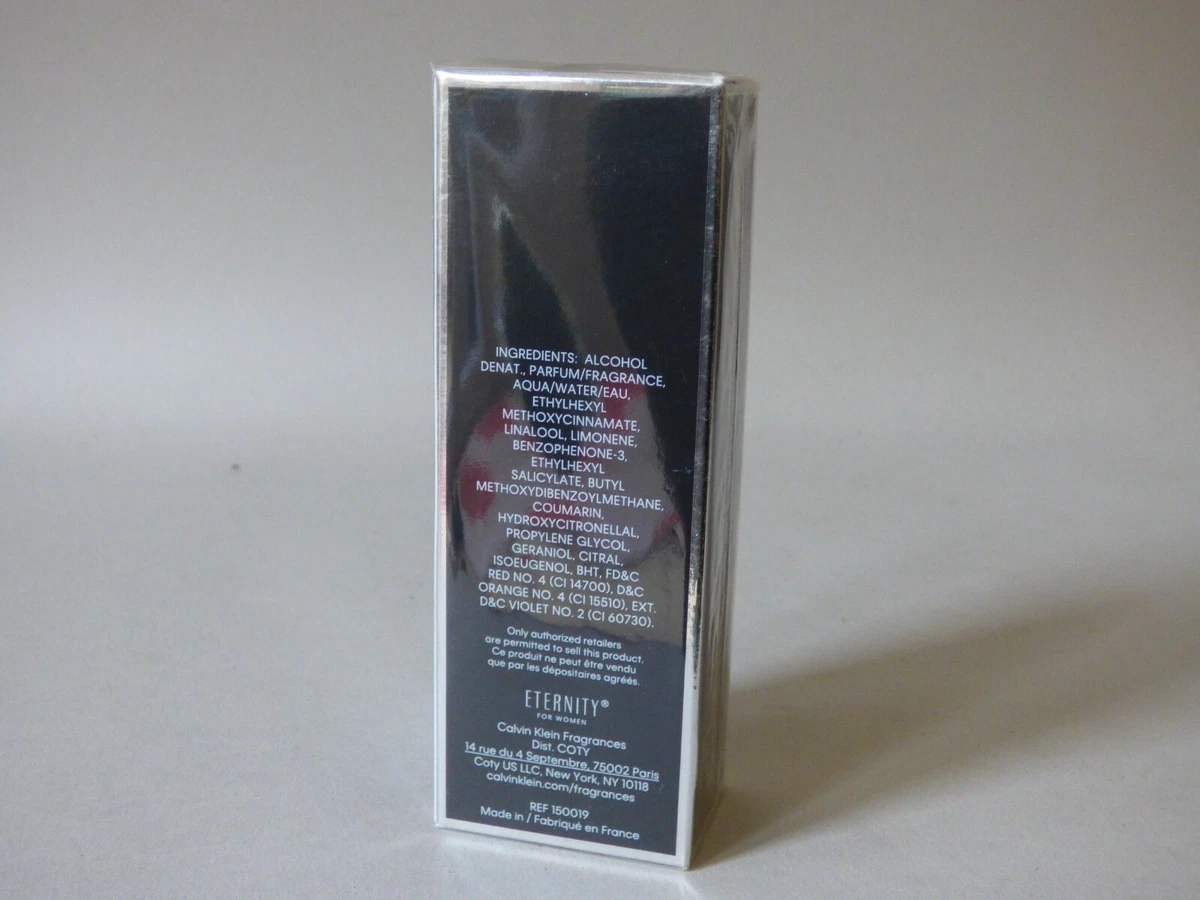 INGREDIENTS: ALCOHOL
DENAT., PARFUM/FRAGRANCE,
AQUA/WATER/EAU,
ETHYLHEXYL
METHOXYCINNAMATE,
LINALOOL, LIMONENE,
BENZOPHENONE-3,
ETHYLHEXYL
SALICYLATE, BUTYL
METHOXYDIBENZOYLMETHANE,
COUMARIN,
HYDROXYCITRONELLAL,
PROPYLENE GLYCOL,
GERANIOL, CITRAL,
ISOEUGENOL, BHT, FD&C
RED NO. 4 (CI 14700), D&C
ORANGE NO. 4 (CI 15510), EXT.
D&C VIOLET NO. 2 (CI 60730).
Only authorized retailers
are permitted to sell this product.
Ce produit ne peut être vendu
que par les dépositaires agréés.
ETERNITY®
FOR WOMEN
Calvin Klein Fragrances
Dist. COTY
14 rue du 4 Septembre, 75002 Paris
Coty US LLC, New York, NY 10118
calvinklein.com/fragrances
REF 150019
Made in / Fabriqué en France